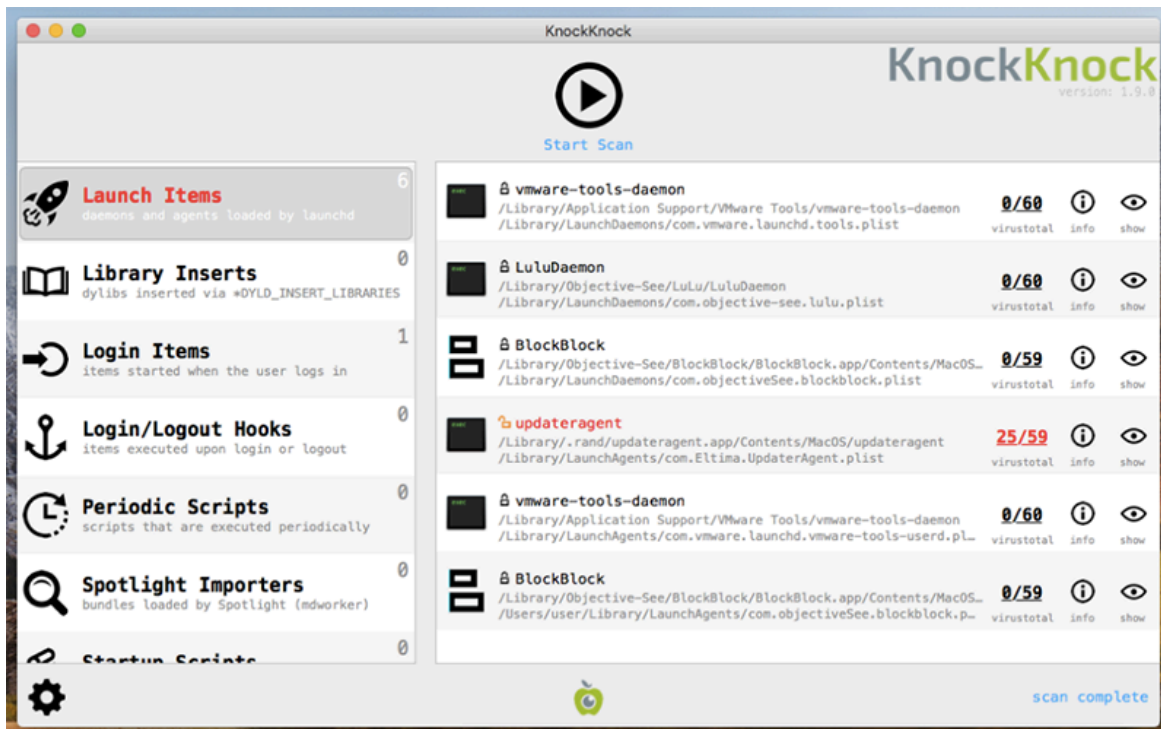 KnockKnock
KnockKnock
version: 1.9.0
Start Scan
Launch Items
6
daemons and agents loaded by launchd
Library Inserts
0
dylibs inserted via *DYLD_INSERT_LIBRARIES
Login Items
1
items started when the user logs in
Login/Logout Hooks
0
items executed upon login or logout
Periodic Scripts
0
scripts that are executed periodically
Spotlight Importers
0
bundles loaded by Spotlight (mdworker)
Startup Scripts
0
vmware-tools-daemon
/Library/Application Support/VMware Tools/vmware-tools-daemon
/Library/LaunchDaemons/com.vmware.launchd.tools.plist
0/60
virustotal info show
LuluDaemon
/Library/Objective-See/LuLu/LuluDaemon
/Library/LaunchDaemons/com.objective-see.lulu.plist
0/60
virustotal info show
BlockBlock
/Library/Objective-See/BlockBlock/BlockBlock.app/Contents/MacOS…
/Library/LaunchDaemons/com.objectiveSee.blockblock.plist
0/59
virustotal info show
updateragent
/Library/.rand/updateragent.app/Contents/MacOS/updateragent
/Library/LaunchAgents/com.Eltima.UpdaterAgent.plist
25/59
virustotal info show
vmware-tools-daemon
/Library/Application Support/VMware Tools/vmware-tools-daemon
/Library/LaunchAgents/com.vmware.launchd.vmware-tools-userd.pl…
0/60
virustotal info show
BlockBlock
/Library/Objective-See/BlockBlock/BlockBlock.app/Contents/MacOS…
/Users/user/Library/LaunchAgents/com.objectiveSee.blockblock.p…
0/59
virustotal info show
scan complete